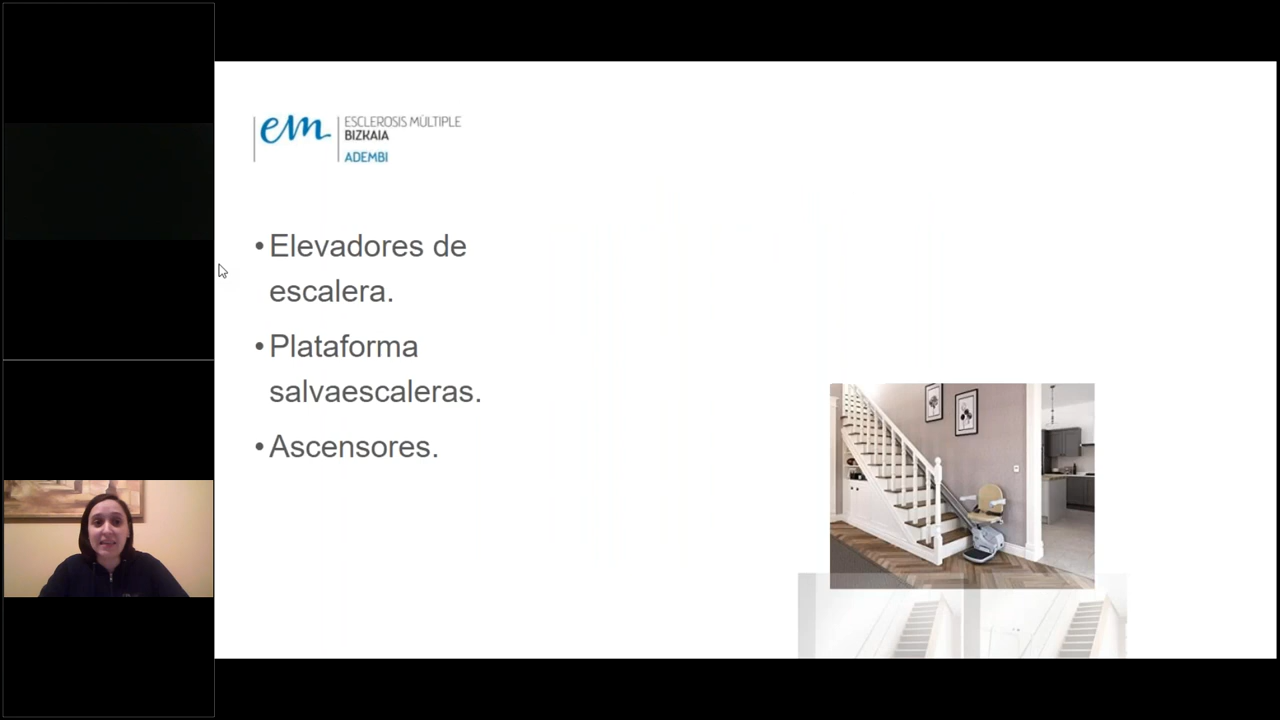 em
ESCLEROSIS MÚLTIPLE
BIZKAIA
ADEMBI
•Elevadores de
escalera.
•Plataforma
salvaescaleras.
•Ascensores.